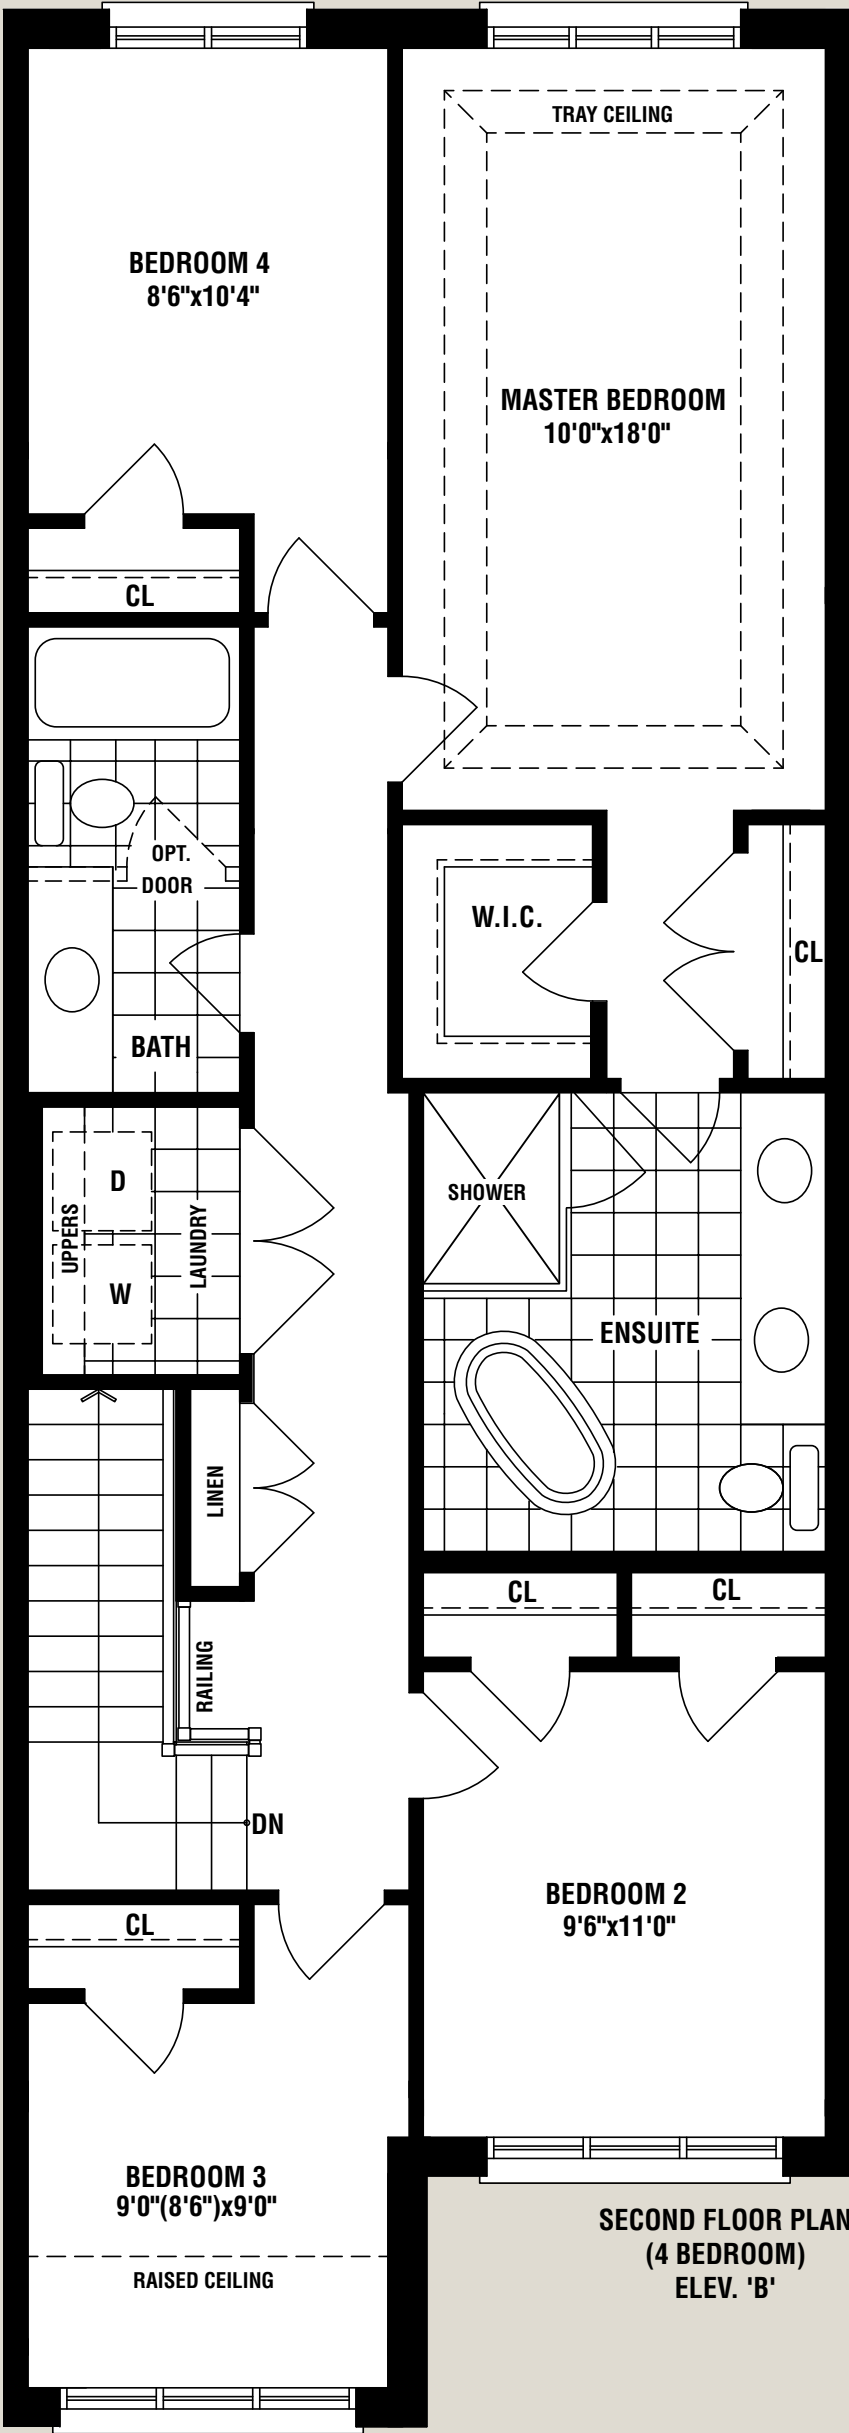 TRAY CEILING
BEDROOM 4
8'6"x10'4"
MASTER BEDROOM
10'0"x18'0"
CL
OPT.
DOOR
W.I.C.
CL
BATH
D
UPPERS
LAUNDRY
SHOWER
W
ENSUITE
LINEN
CL
CL
RAILING
DN
BEDROOM 2
9'6"x11'0"
CL
BEDROOM 3
9'0"(8'6")x9'0"
RAISED CEILING
SECOND FLOOR PLAN
(4 BEDROOM)
ELEV. 'B'